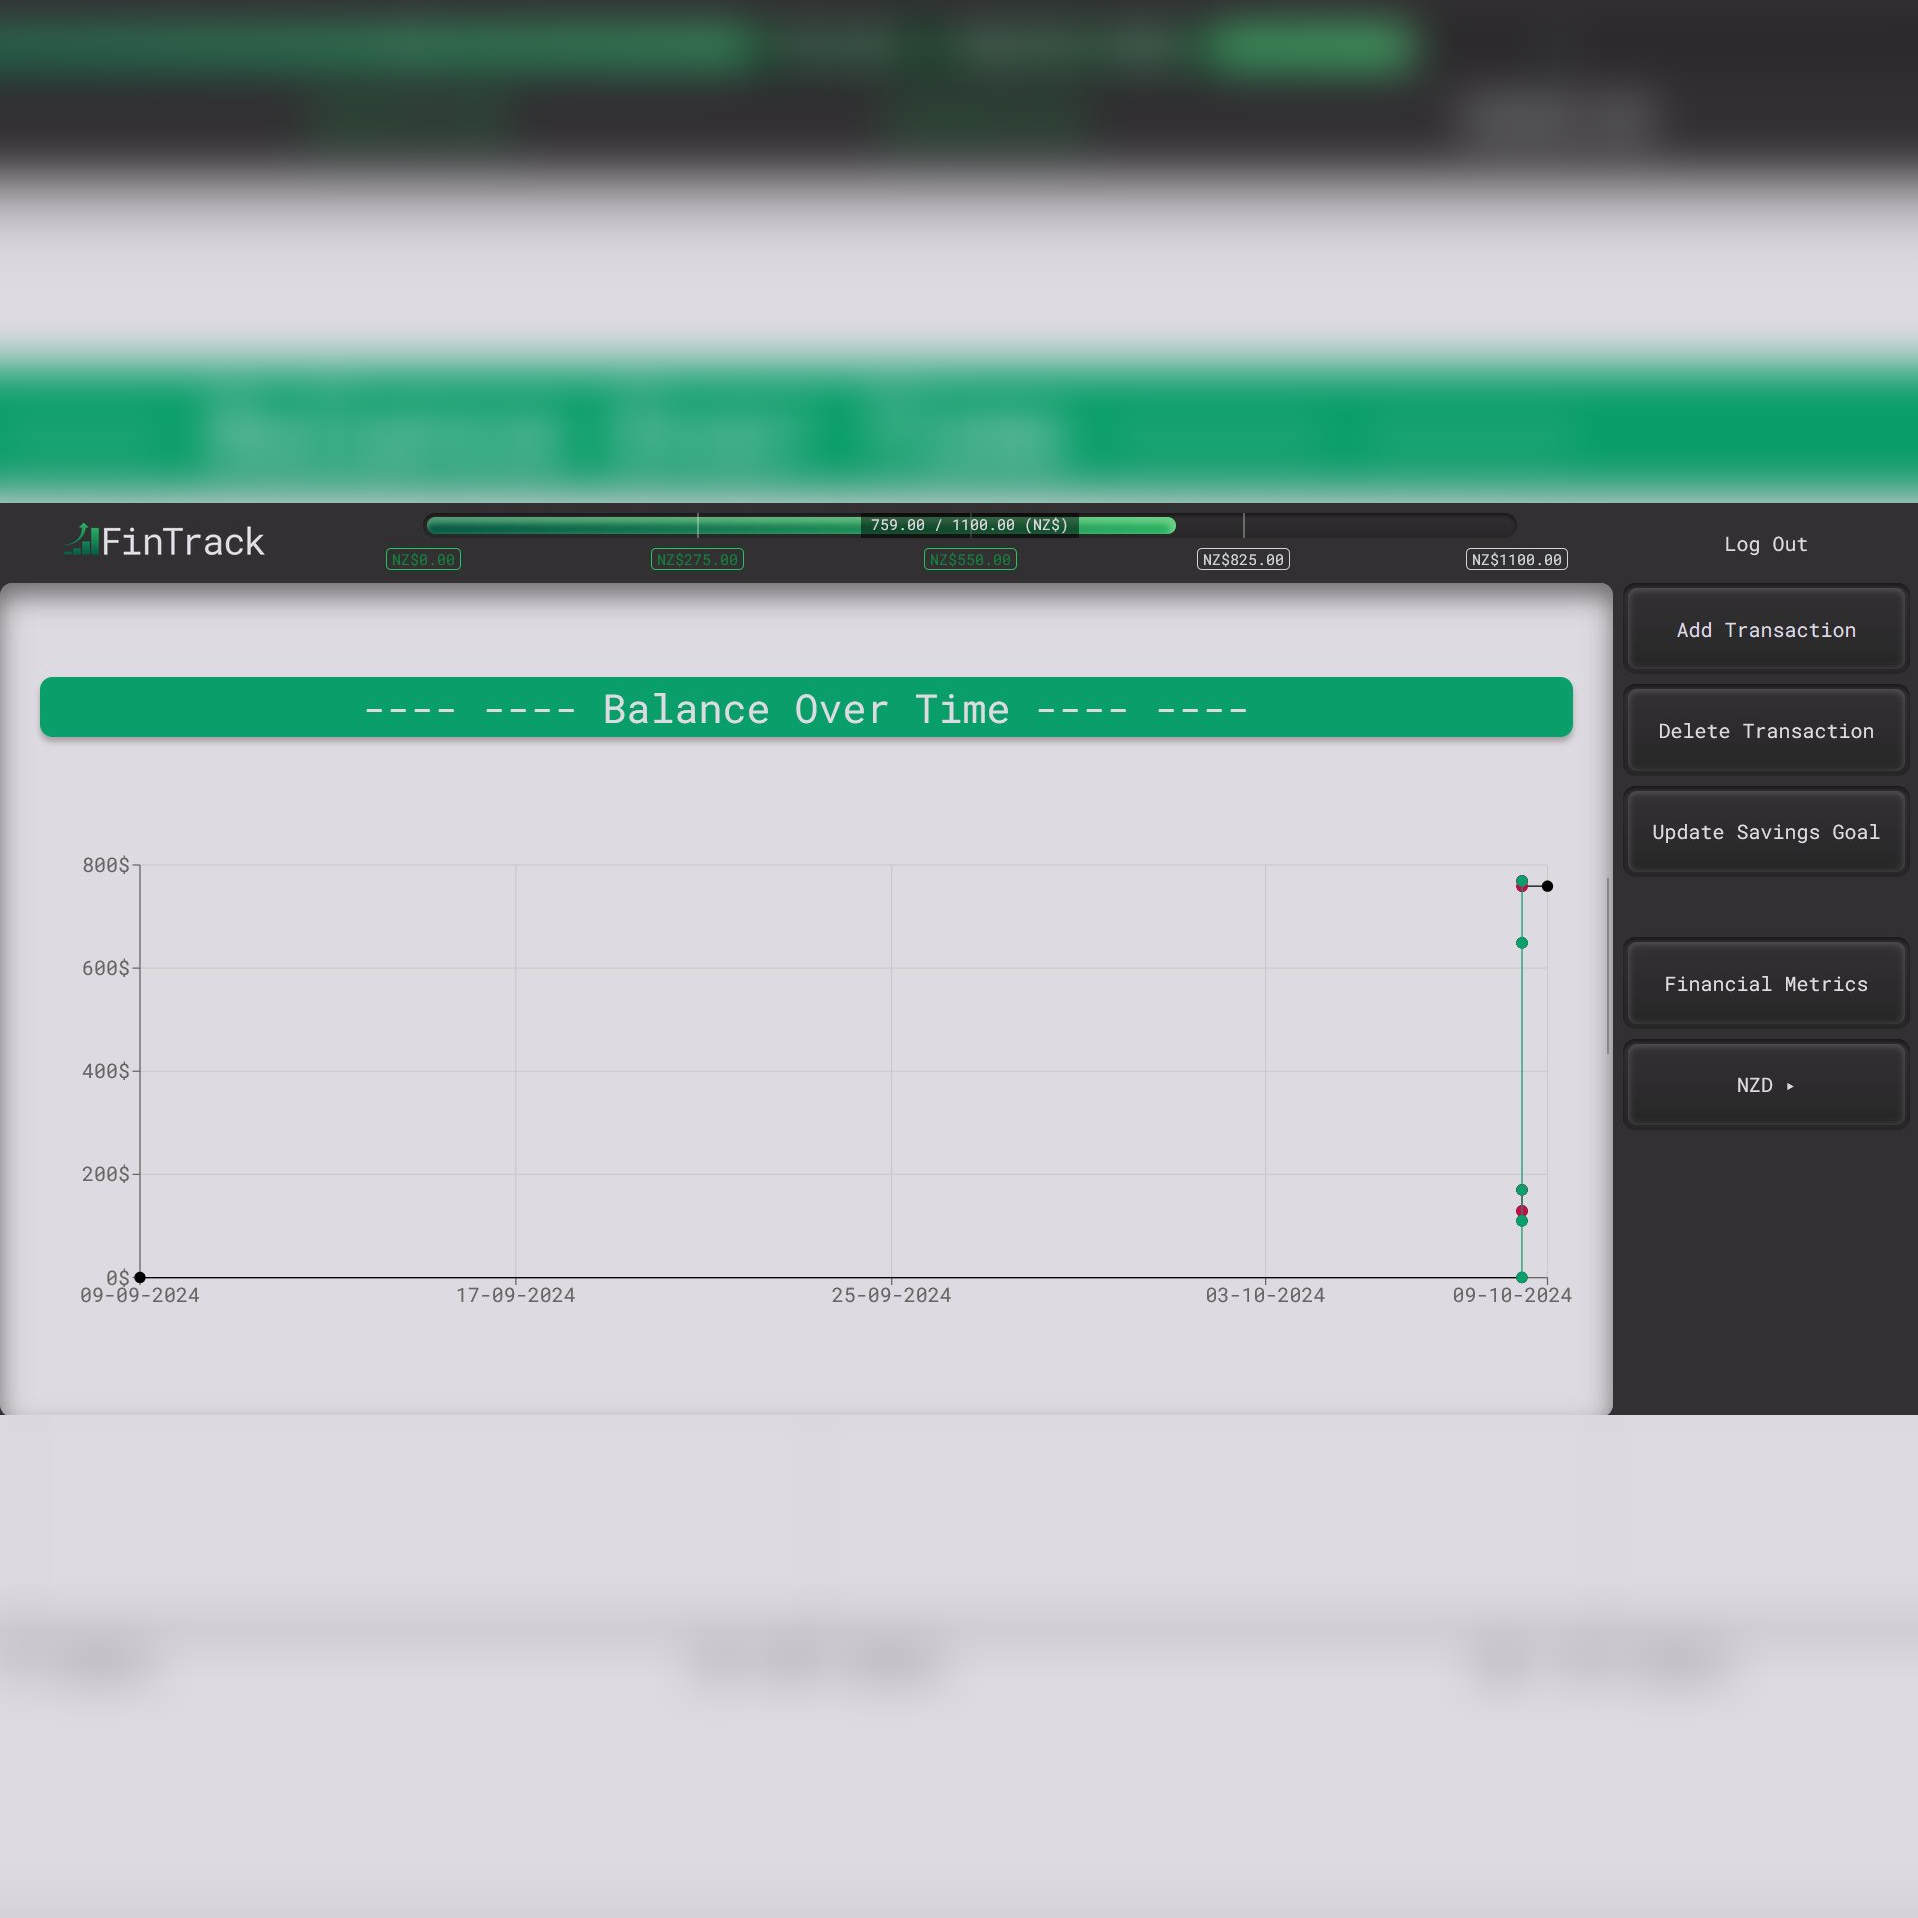 FinTrack
759.00 / 1100.00 (NZ$)
NZ$0.00
NZ$275.00
NZ$550.00
NZ$825.00
NZ$1100.00
Log Out
---- ---- Balance Over Time ---- ----
Add Transaction
Delete Transaction
Update Savings Goal
Financial Metrics
NZD ▸
800$
600$
400$
200$
0$
09-09-2024
17-09-2024
25-09-2024
03-10-2024
09-10-2024